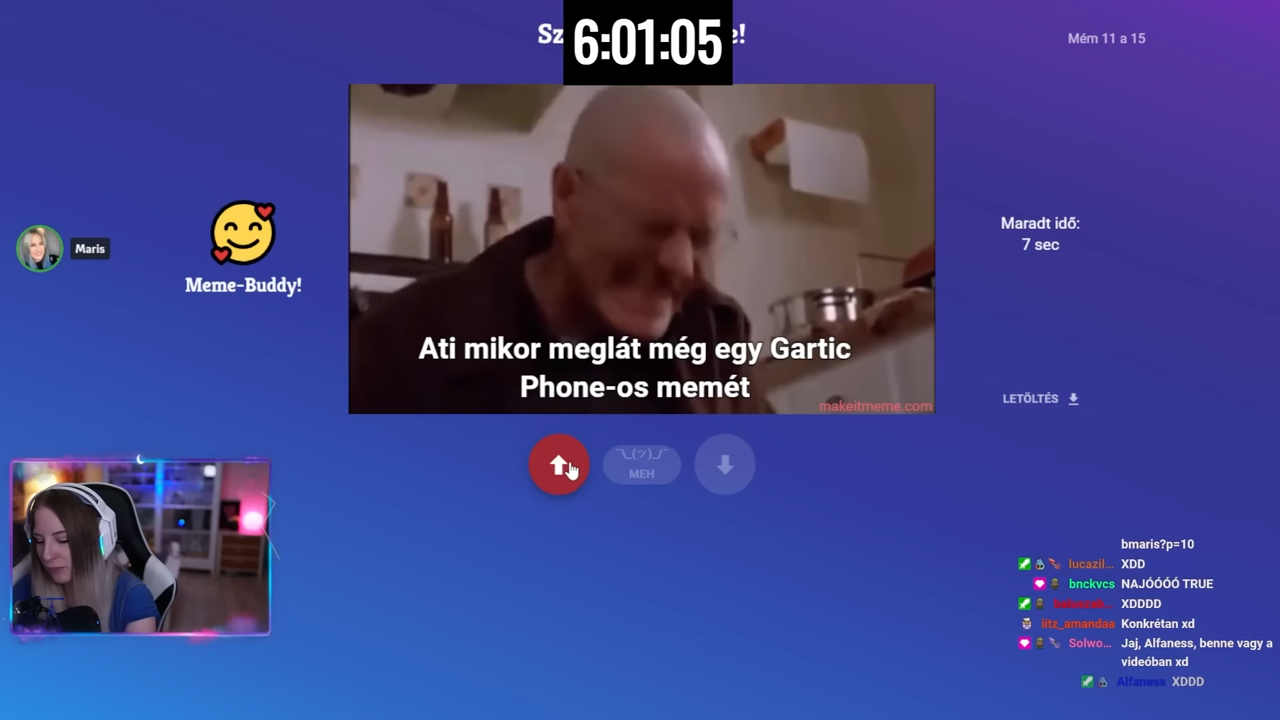 Sz
6:01:05
e!
Mém 11 a 15
Maris
Meme-Buddy!
Maradt idő:
7 sec
Ati mikor meglát még egy Gartic
Phone-os memét
makeitmeme.com
LETÖLTÉS
¯\_(ツ)_/¯
MEH
bmaris?p=10
lucazil... XDD
bnckvcs NAJÓÓÓÓ TRUE
XDDDD
iitz_amandaa Konkrétan xd
Solwo... Jaj, Alfaness, benne vagy a
videóban xd
Alfaness XDDD